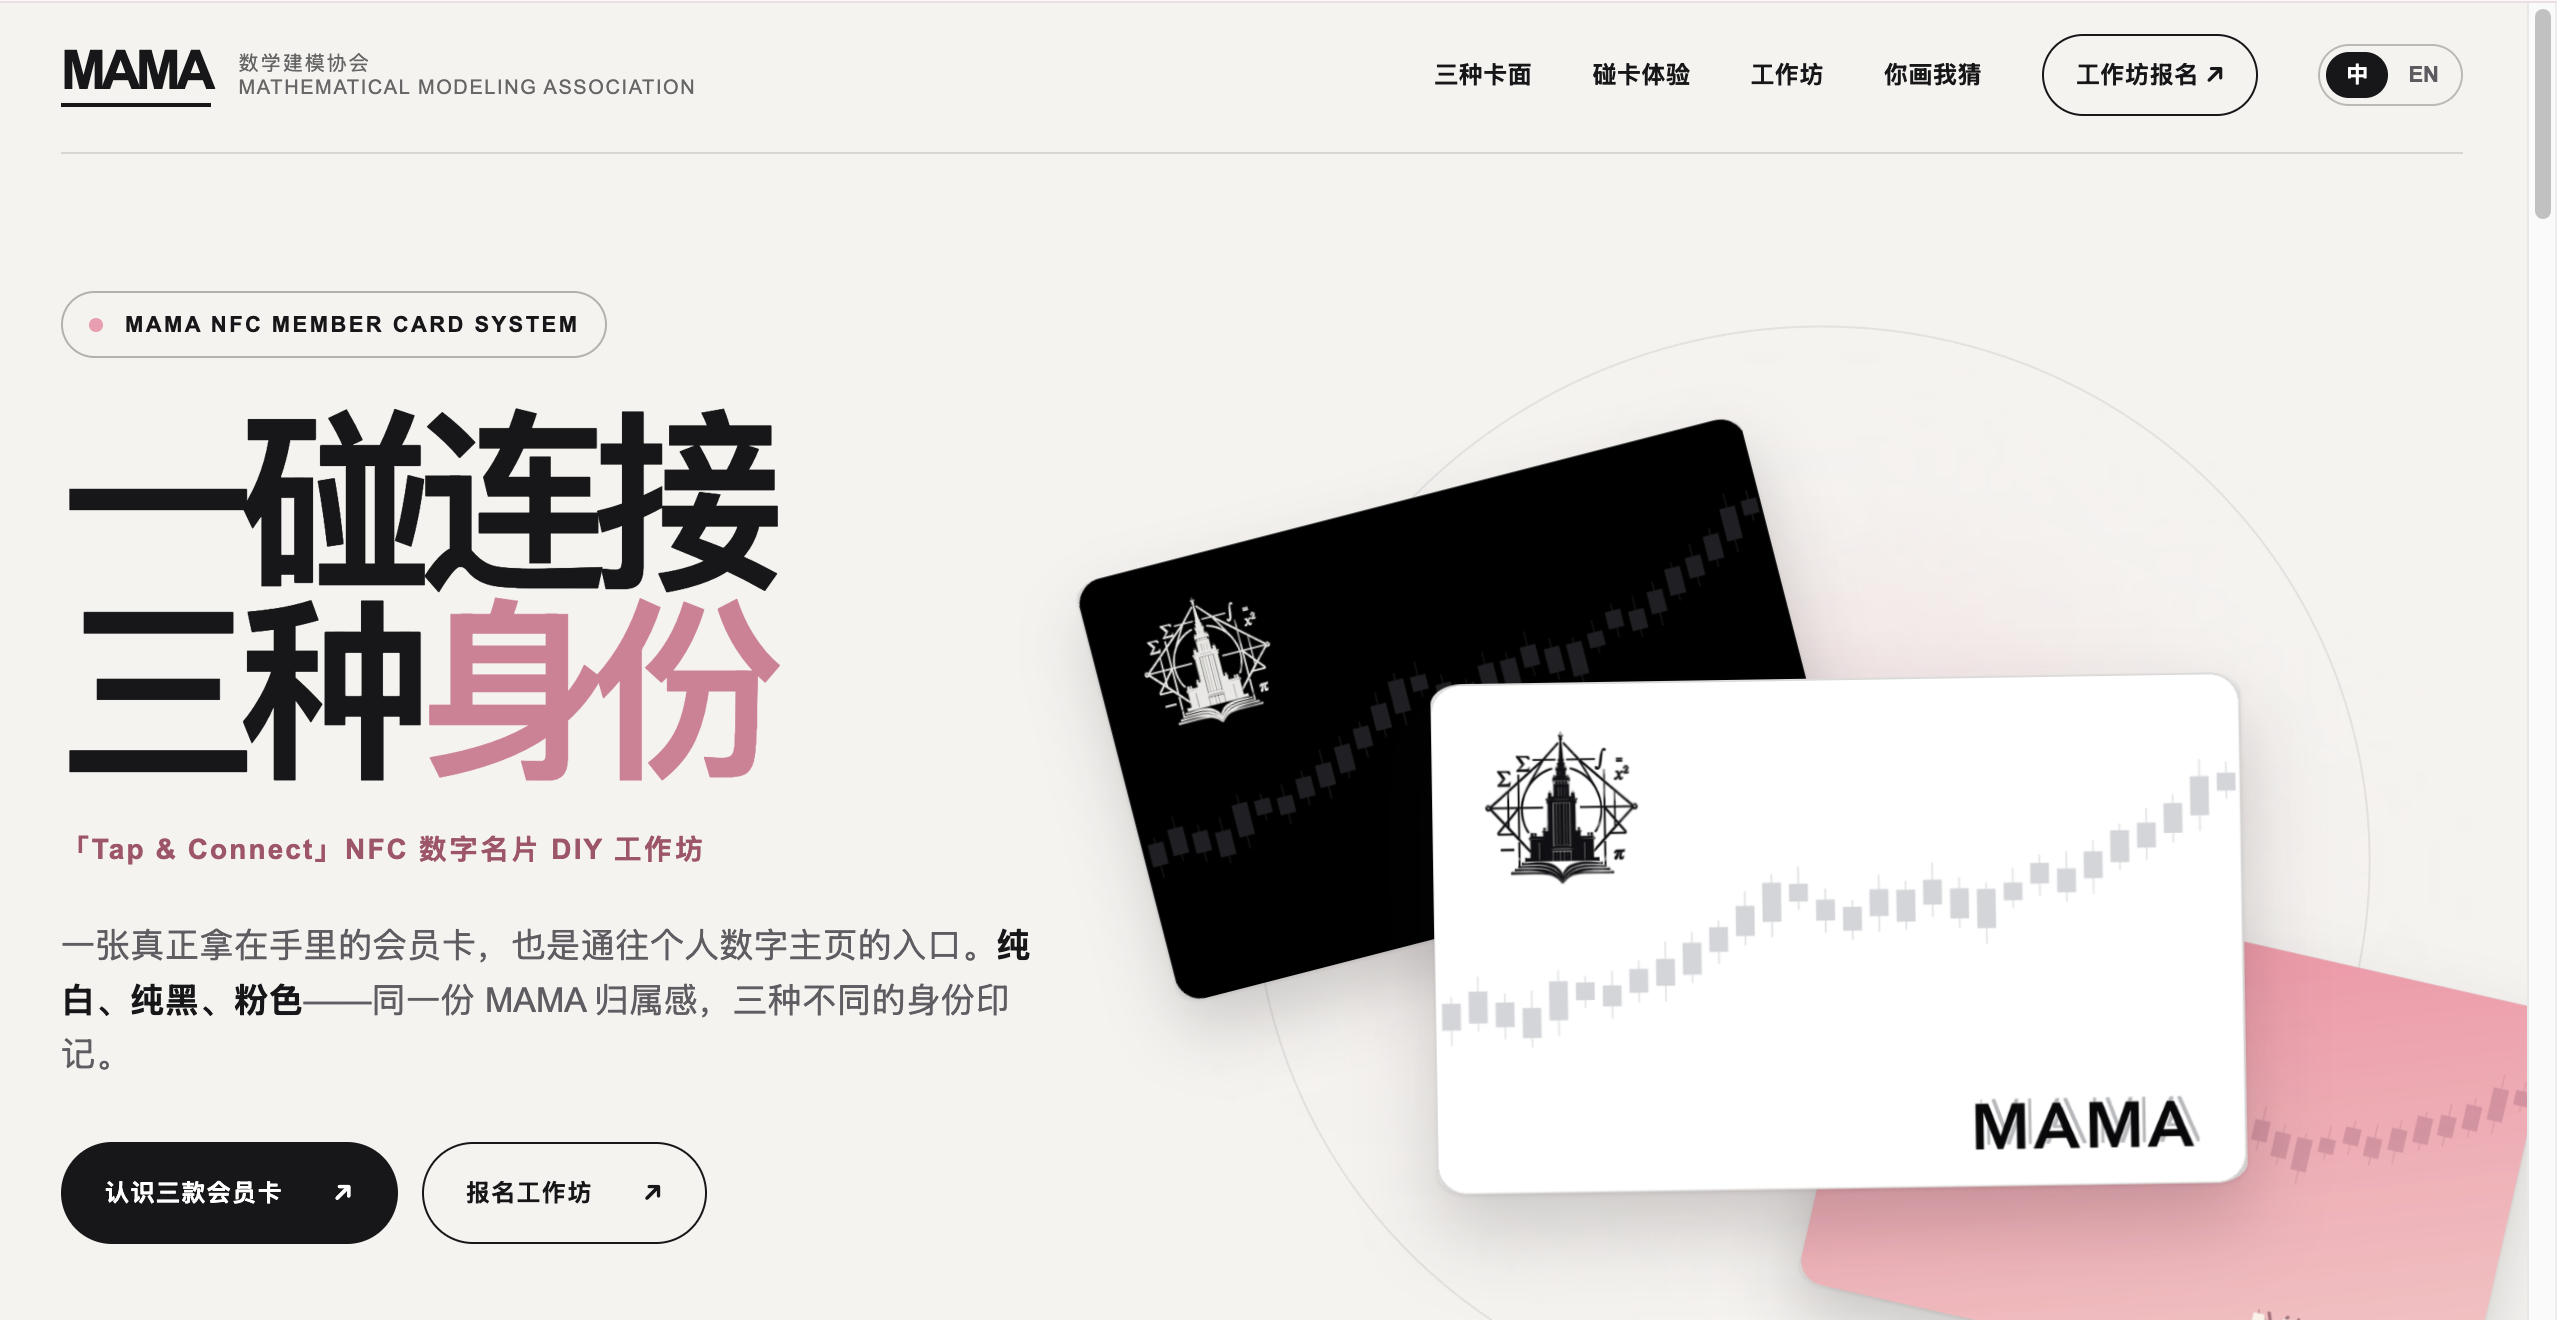 MAMA
数学建模协会
MATHEMATICAL MODELING ASSOCIATION
三种卡面
碰卡体验
工作坊
你画我猜
工作坊报名 ↗
中
EN
MAMA NFC MEMBER CARD SYSTEM
一碰连接
三种身份
「Tap & Connect」NFC 数字名片 DIY 工作坊
一张真正拿在手里的会员卡，也是通往个人数字主页的入口。纯
白、纯黑、粉色——同一份 MAMA 归属感，三种不同的身份印
记。
认识三款会员卡 ↗
报名工作坊 ↗
Σ Σ ∫ = x² π
Σ Σ ∫ = x² π
MAMA